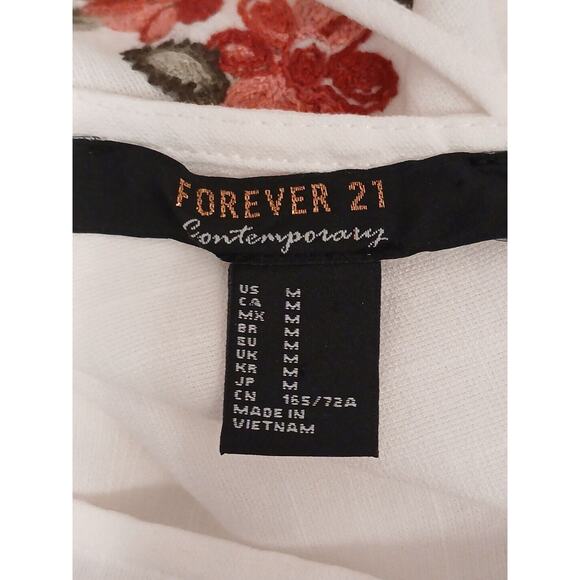 FOREVER 21
Contemporary
US M
CA M
MX M
BR M
EU M
UK M
KR M
JP M
CN 165/72A
MADE IN
VIETNAM